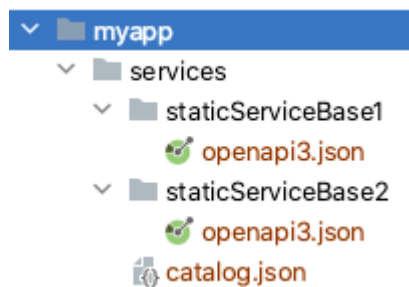 myapp
services
staticServiceBase1
openapi3.json
staticServiceBase2
openapi3.json
catalog.json